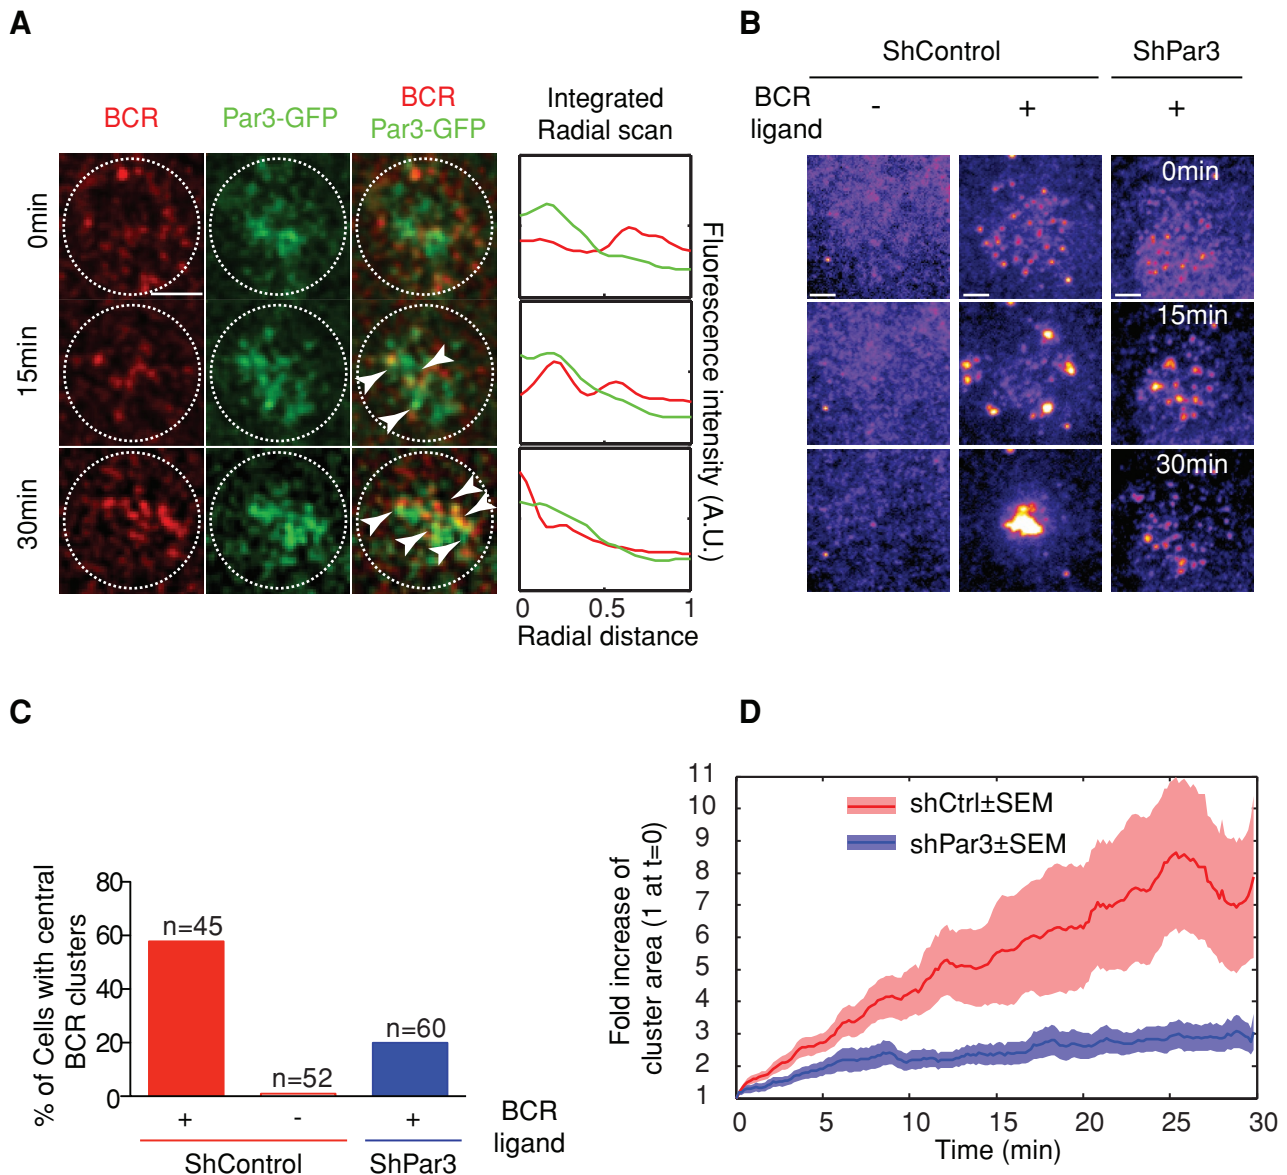 A
BCR
Par3-GFP
BCR
Par3-GFP
Integrated
Radial scan
0min
15min
30min
Fluorescence intensity (A.U.)
0 0.5 1
Radial distance
B
ShControl ShPar3
BCR
ligand
- + +
0min
15min
30min
C
% of Cells with central
BCR clusters
80
60
40
20
0
n=45
n=52
n=60
+ - +
BCR
ligand
ShControl ShPar3
D
Fold increase of
cluster area (1 at t=0)
11
10
9
8
7
6
5
4
3
2
1
shCtrl±SEM
shPar3±SEM
0 5 10 15 20 25 30
Time (min)